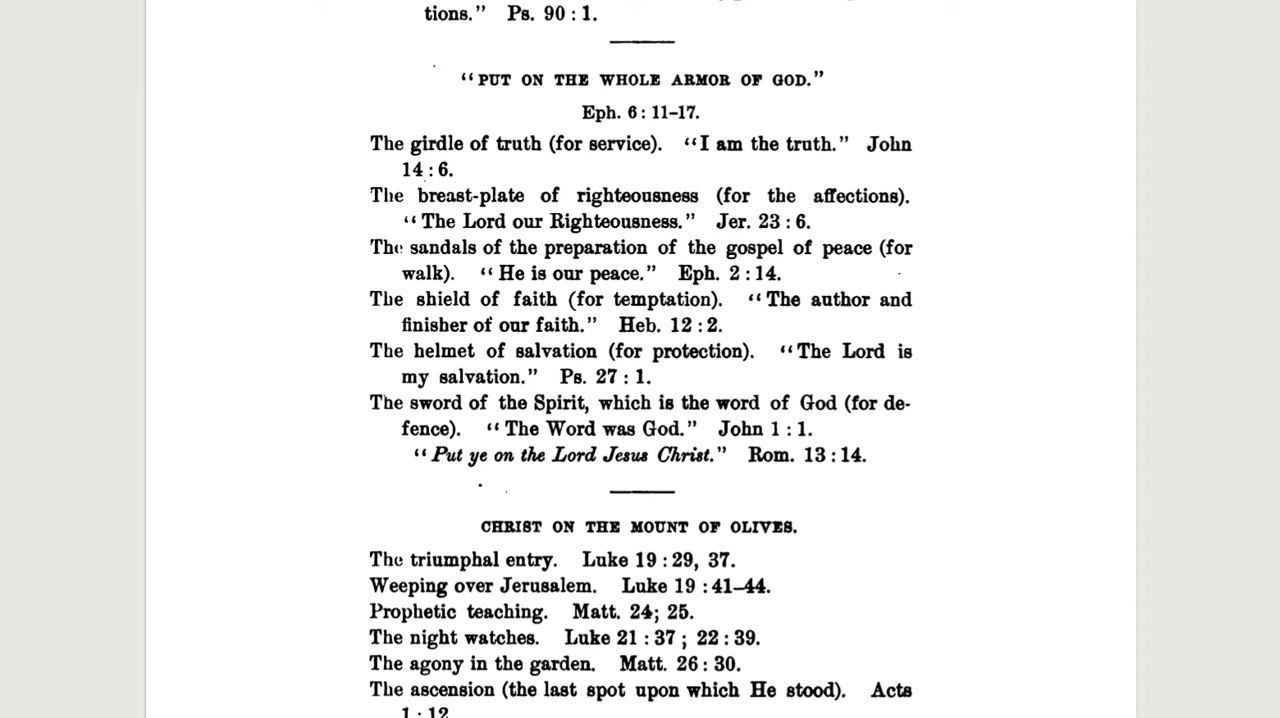 tions." Ps. 90 : 1.
"PUT ON THE WHOLE ARMOR OF GOD."
Eph. 6 : 11–17.
The girdle of truth (for service). "I am the truth." John
14 : 6.
The breast-plate of righteousness (for the affections).
"The Lord our Righteousness." Jer. 23 : 6.
The sandals of the preparation of the gospel of peace (for
walk). "He is our peace." Eph. 2 : 14.
The shield of faith (for temptation). "The author and
finisher of our faith." Heb. 12 : 2.
The helmet of salvation (for protection). "The Lord is
my salvation." Ps. 27 : 1.
The sword of the Spirit, which is the word of God (for de-
fence). "The Word was God." John 1 : 1.
"Put ye on the Lord Jesus Christ." Rom. 13 : 14.
CHRIST ON THE MOUNT OF OLIVES.
The triumphal entry. Luke 19 : 29, 37.
Weeping over Jerusalem. Luke 19 : 41–44.
Prophetic teaching. Matt. 24; 25.
The night watches. Luke 21 : 37 ; 22 : 39.
The agony in the garden. Matt. 26 : 30.
The ascension (the last spot upon which He stood). Acts
1 : 12